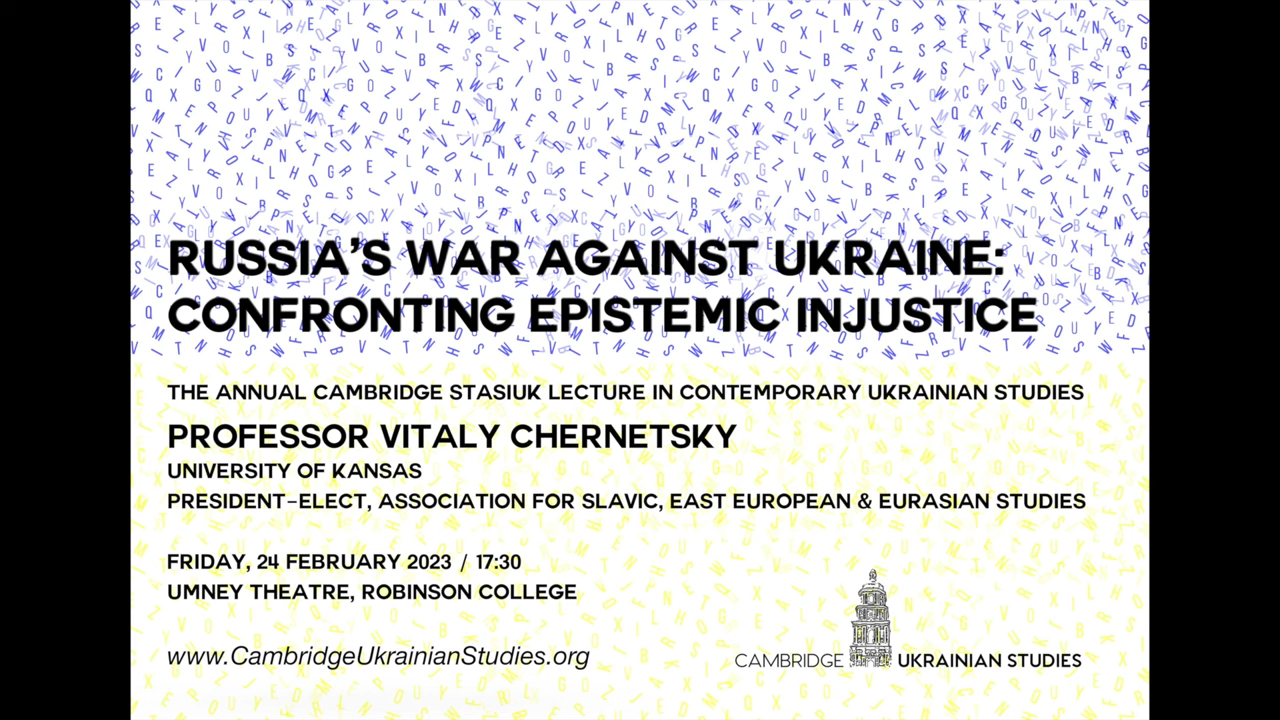 RUSSIA'S WAR AGAINST UKRAINE:
CONFRONTING EPISTEMIC INJUSTICE
THE ANNUAL CAMBRIDGE STASIUK LECTURE IN CONTEMPORARY UKRAINIAN STUDIES
PROFESSOR VITALY CHERNETSKY
UNIVERSITY OF KANSAS
PRESIDENT-ELECT, ASSOCIATION FOR SLAVIC, EAST EUROPEAN & EURASIAN STUDIES
FRIDAY, 24 FEBRUARY 2023 / 17:30
UMNEY THEATRE, ROBINSON COLLEGE
www.CambridgeUkrainianStudies.org
CAMBRIDGE UKRAINIAN STUDIES